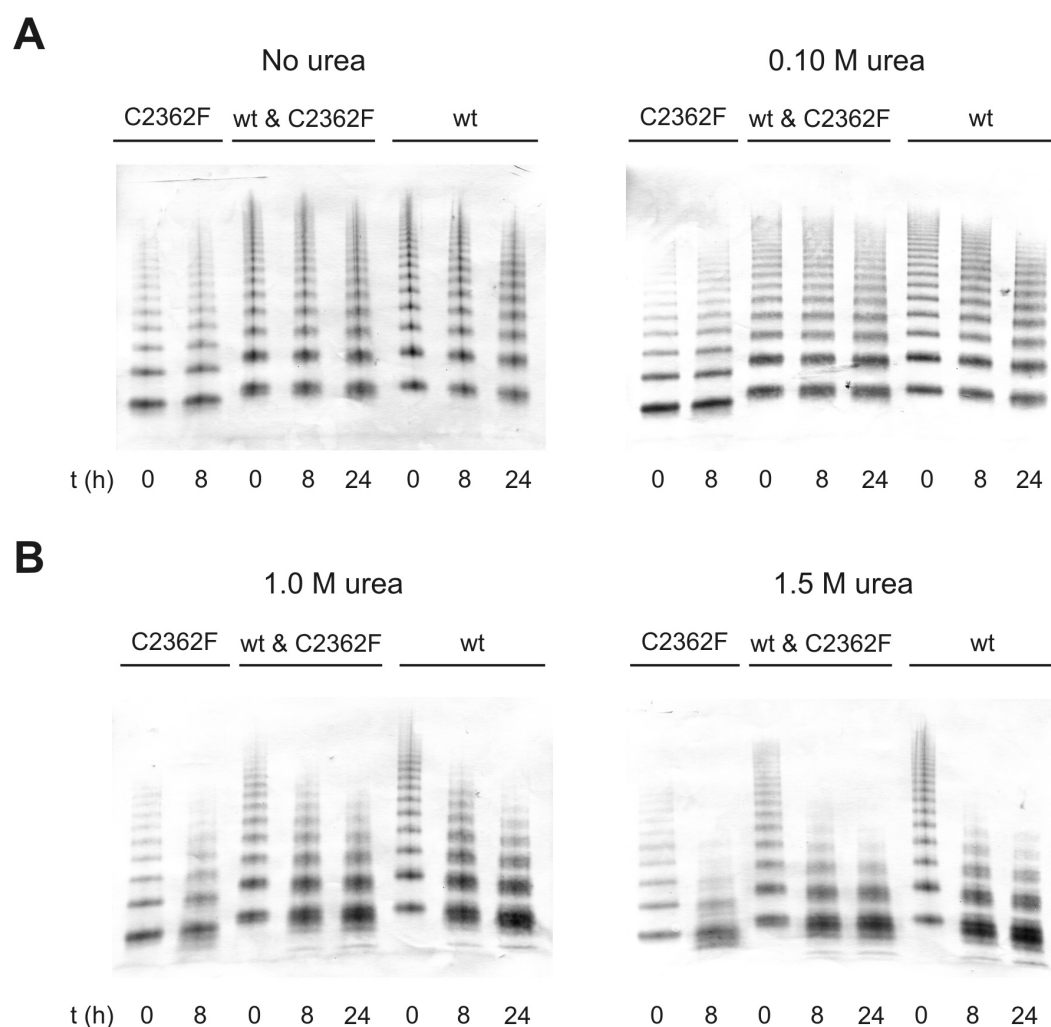 A
No urea
0.10 M urea
C2362F
wt & C2362F
wt
C2362F
wt & C2362F
wt
t (h) 0 8 0 8 24 0 8 24
0 8 0 8 24 0 8 24
B
1.0 M urea
1.5 M urea
C2362F
wt & C2362F
wt
C2362F
wt & C2362F
wt
t (h) 0 8 0 8 24 0 8 24
0 8 0 8 24 0 8 24